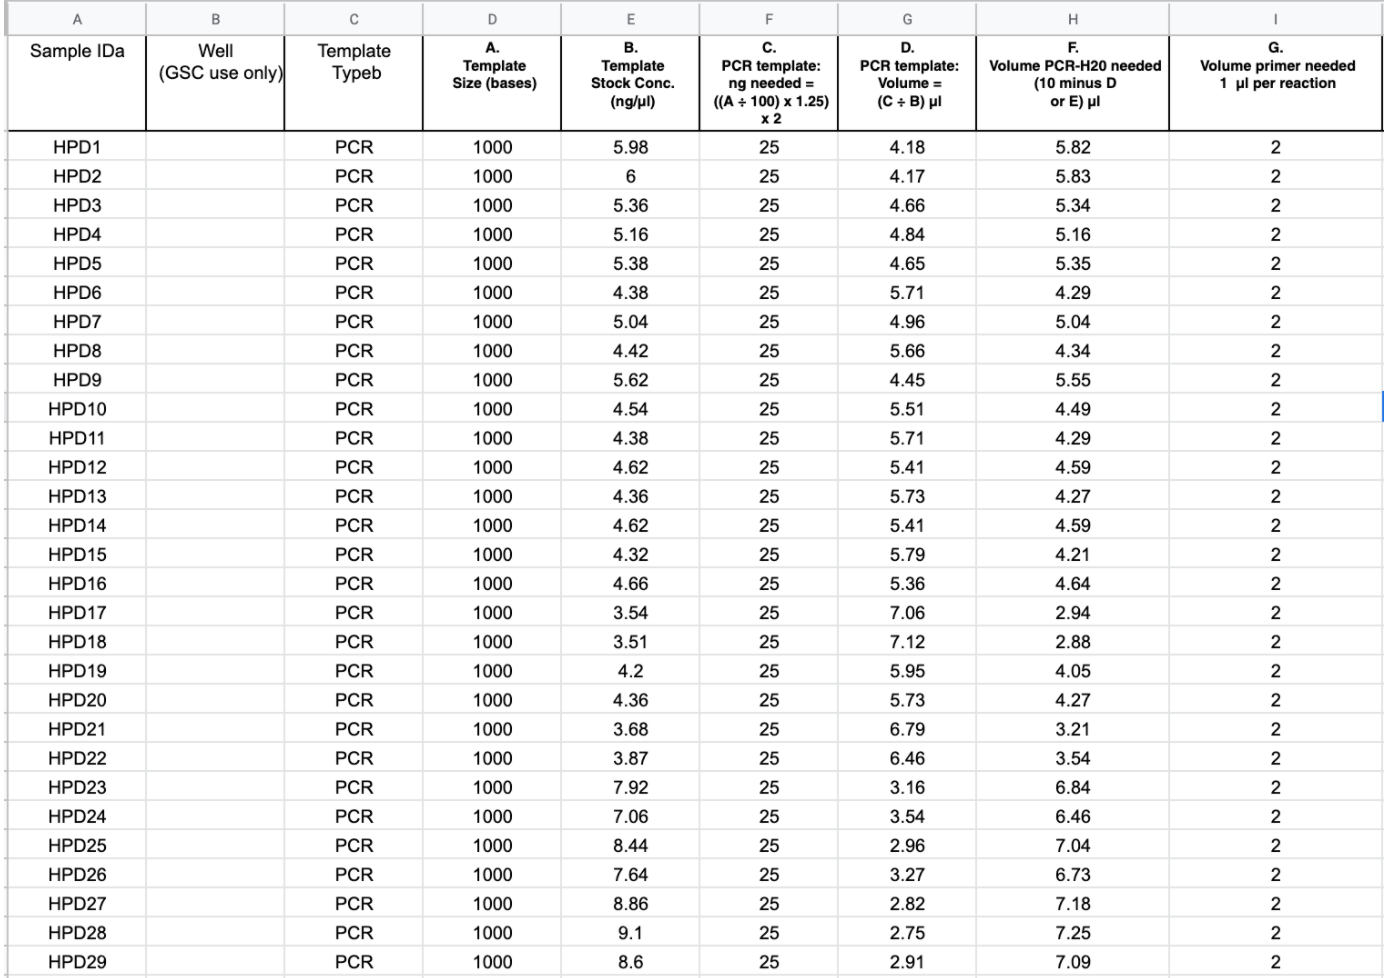 A B C D E F G H I
Sample IDa Well (GSC use only) Template Typeb A. Template Size (bases) B. Template Stock Conc. (ng/µl) C. PCR template: ng needed = ((A ÷ 100) x 1.25) x 2 D. PCR template: Volume = (C ÷ B) µl F. Volume PCR-H20 needed (10 minus D or E) µl G. Volume primer needed 1 µl per reaction
HPD1 PCR 1000 5.98 25 4.18 5.82 2
HPD2 PCR 1000 6 25 4.17 5.83 2
HPD3 PCR 1000 5.36 25 4.66 5.34 2
HPD4 PCR 1000 5.16 25 4.84 5.16 2
HPD5 PCR 1000 5.38 25 4.65 5.35 2
HPD6 PCR 1000 4.38 25 5.71 4.29 2
HPD7 PCR 1000 5.04 25 4.96 5.04 2
HPD8 PCR 1000 4.42 25 5.66 4.34 2
HPD9 PCR 1000 5.62 25 4.45 5.55 2
HPD10 PCR 1000 4.54 25 5.51 4.49 2
HPD11 PCR 1000 4.38 25 5.71 4.29 2
HPD12 PCR 1000 4.62 25 5.41 4.59 2
HPD13 PCR 1000 4.36 25 5.73 4.27 2
HPD14 PCR 1000 4.62 25 5.41 4.59 2
HPD15 PCR 1000 4.32 25 5.79 4.21 2
HPD16 PCR 1000 4.66 25 5.36 4.64 2
HPD17 PCR 1000 3.54 25 7.06 2.94 2
HPD18 PCR 1000 3.51 25 7.12 2.88 2
HPD19 PCR 1000 4.2 25 5.95 4.05 2
HPD20 PCR 1000 4.36 25 5.73 4.27 2
HPD21 PCR 1000 3.68 25 6.79 3.21 2
HPD22 PCR 1000 3.87 25 6.46 3.54 2
HPD23 PCR 1000 7.92 25 3.16 6.84 2
HPD24 PCR 1000 7.06 25 3.54 6.46 2
HPD25 PCR 1000 8.44 25 2.96 7.04 2
HPD26 PCR 1000 7.64 25 3.27 6.73 2
HPD27 PCR 1000 8.86 25 2.82 7.18 2
HPD28 PCR 1000 9.1 25 2.75 7.25 2
HPD29 PCR 1000 8.6 25 2.91 7.09 2